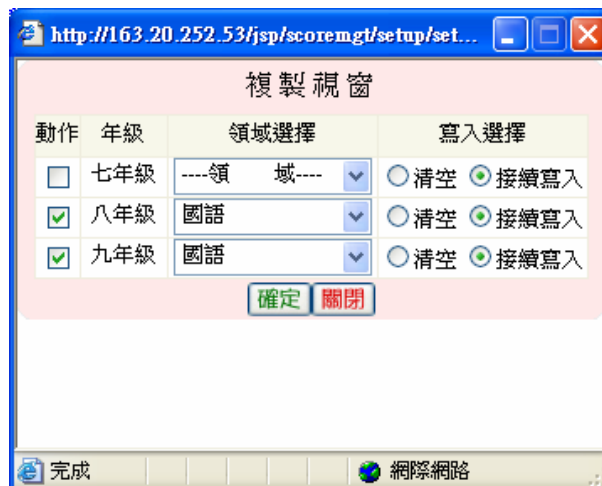 http://163.20.252.53/jsp/scoremgt/setup/set...
複製視窗
動作 年級 領域選擇 寫入選擇
七年級 ----領 域---- 清空 接續寫入
八年級 國語 清空 接續寫入
九年級 國語 清空 接續寫入
確定 關閉
完成 網際網路